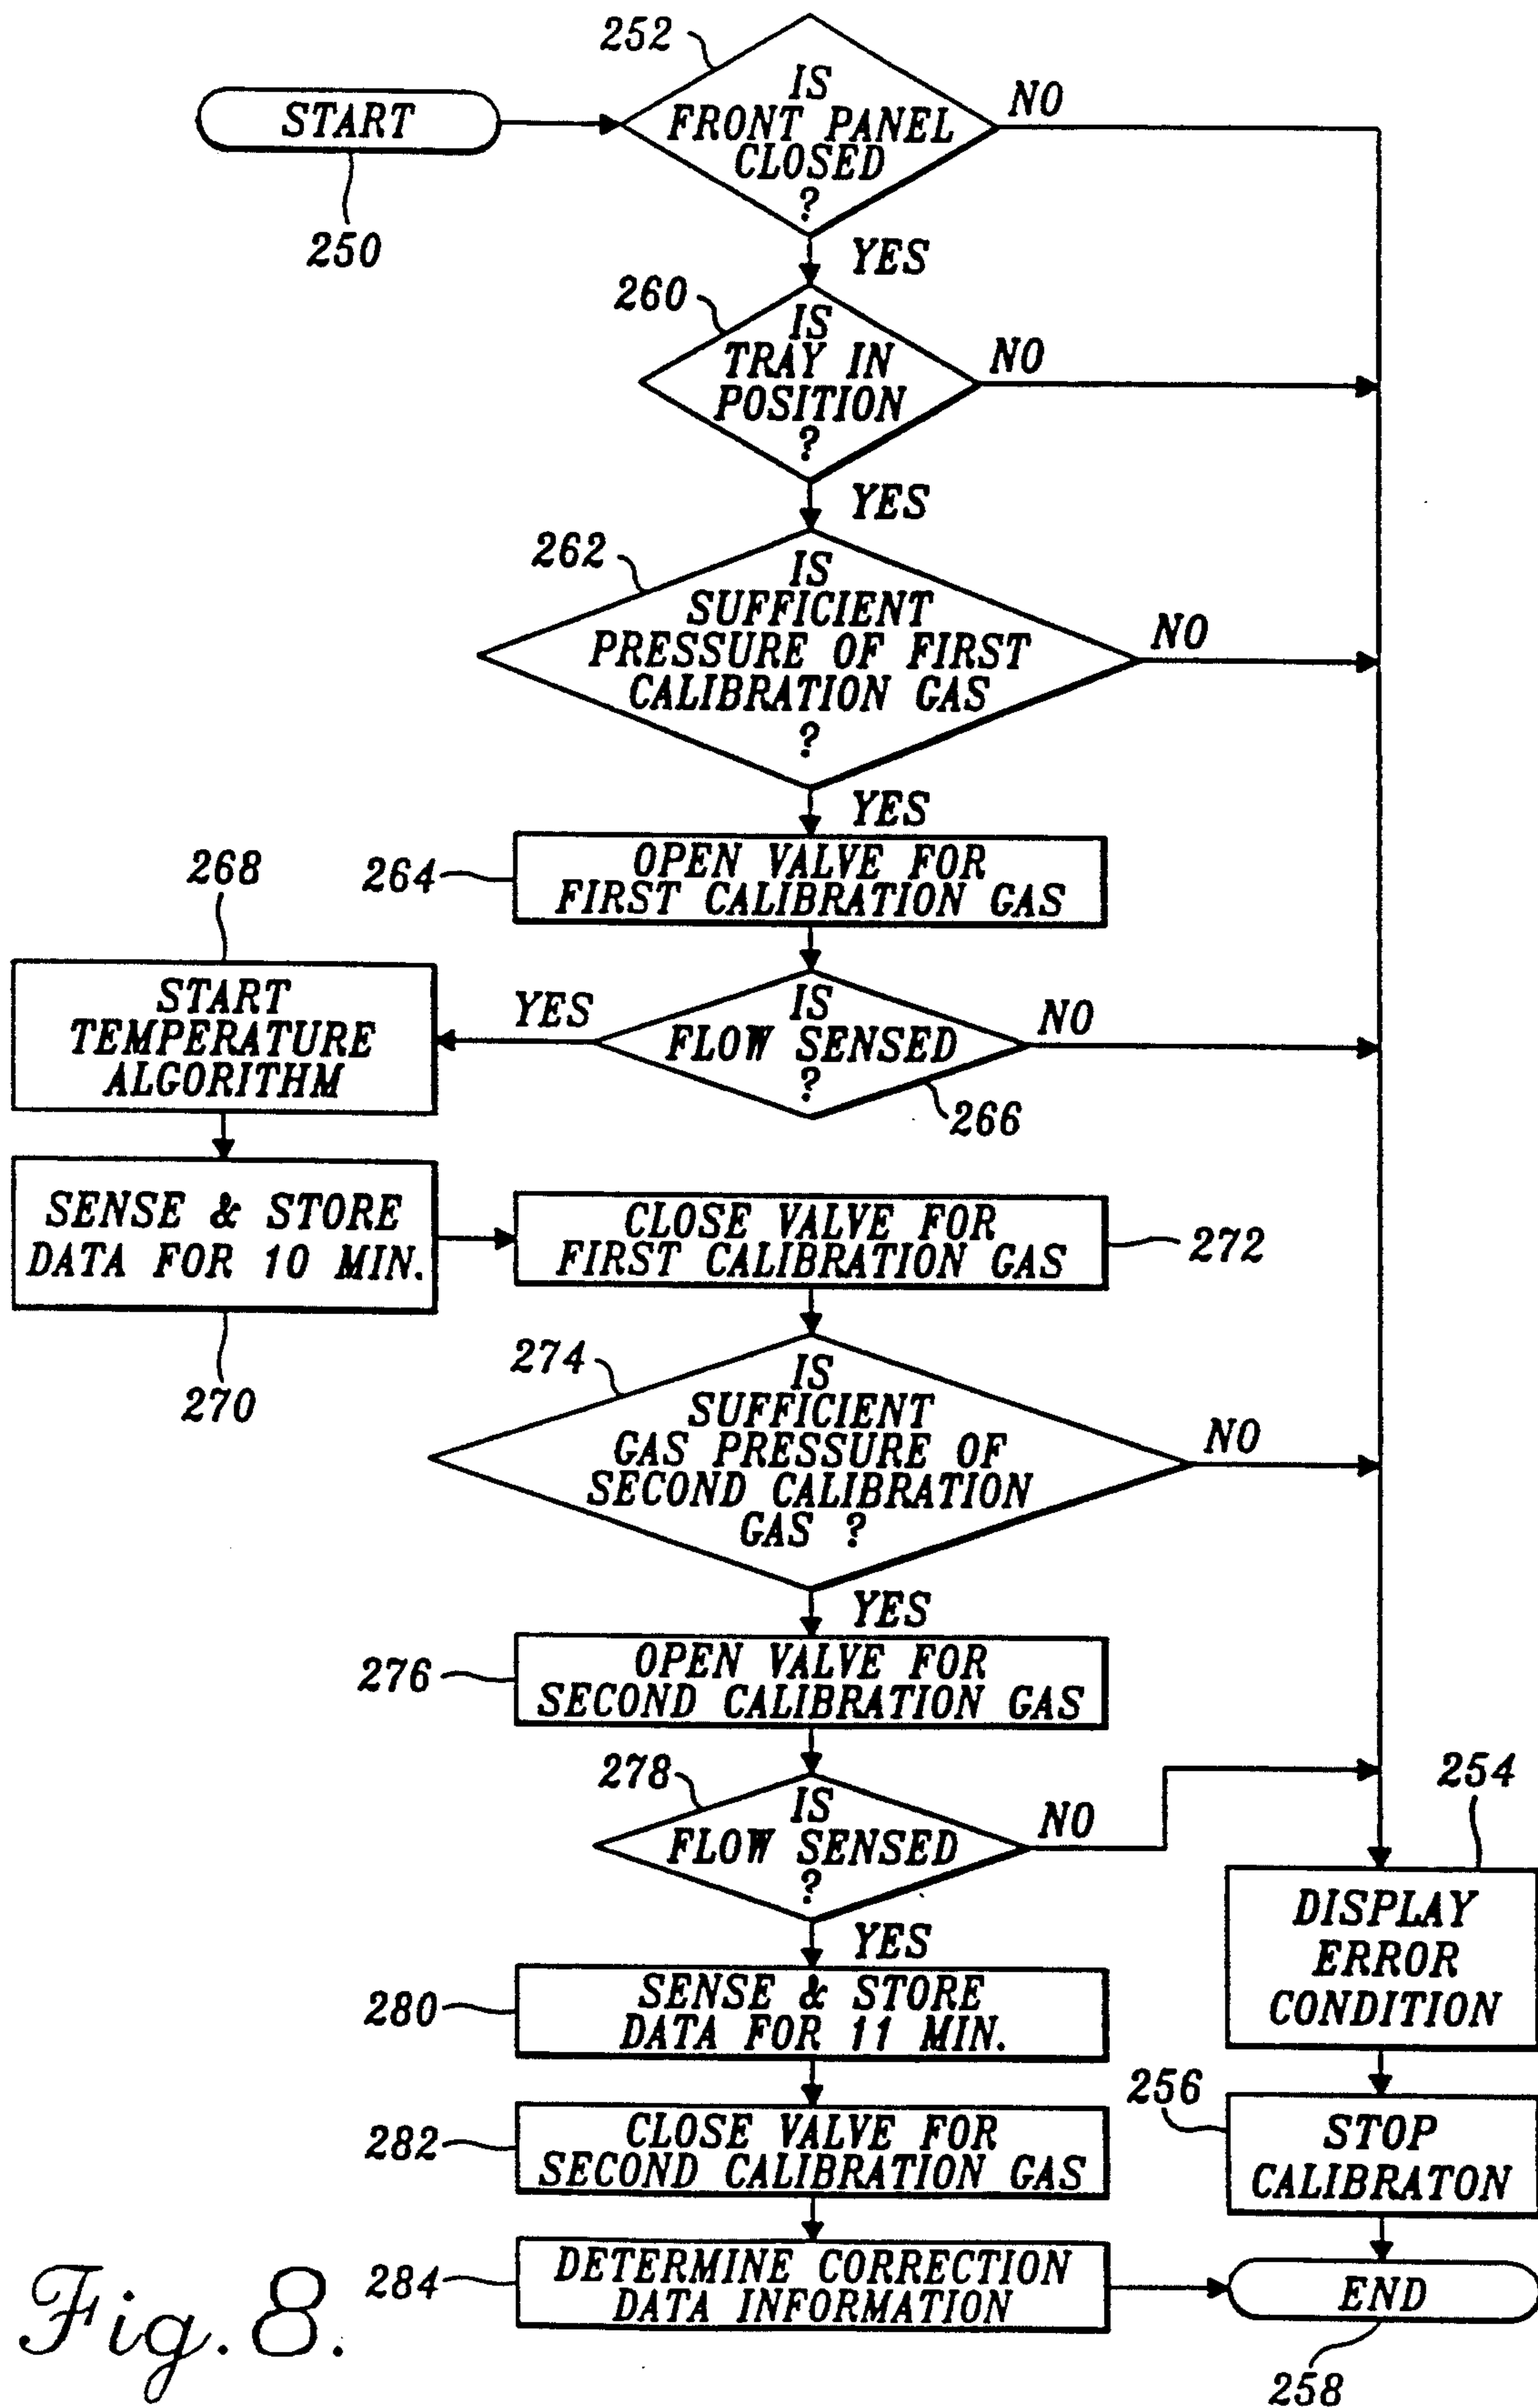 252
IS
FRONT PANEL
CLOSED
?
NO
START
250
YES
260
IS
TRAY IN
POSITION
?
NO
YES
262
IS
SUFFICIENT
PRESSURE OF FIRST
CALIBRATION GAS
?
NO
YES
264
OPEN VALVE FOR
FIRST CALIBRATION GAS
268
START
TEMPERATURE
ALGORITHM
YES
IS
FLOW SENSED
?
NO
266
SENSE & STORE
DATA FOR 10 MIN.
270
CLOSE VALVE FOR
FIRST CALIBRATION GAS
272
274
IS
SUFFICIENT
GAS PRESSURE OF
SECOND CALIBRATION
GAS ?
NO
YES
276
OPEN VALVE FOR
SECOND CALIBRATION GAS
278
IS
FLOW SENSED
?
NO
254
DISPLAY
ERROR
CONDITION
YES
280
SENSE & STORE
DATA FOR 11 MIN.
256
STOP
CALIBRATON
282
CLOSE VALVE FOR
SECOND CALIBRATION GAS
284
DETERMINE CORRECTION
DATA INFORMATION
END
258
Fig. 8.